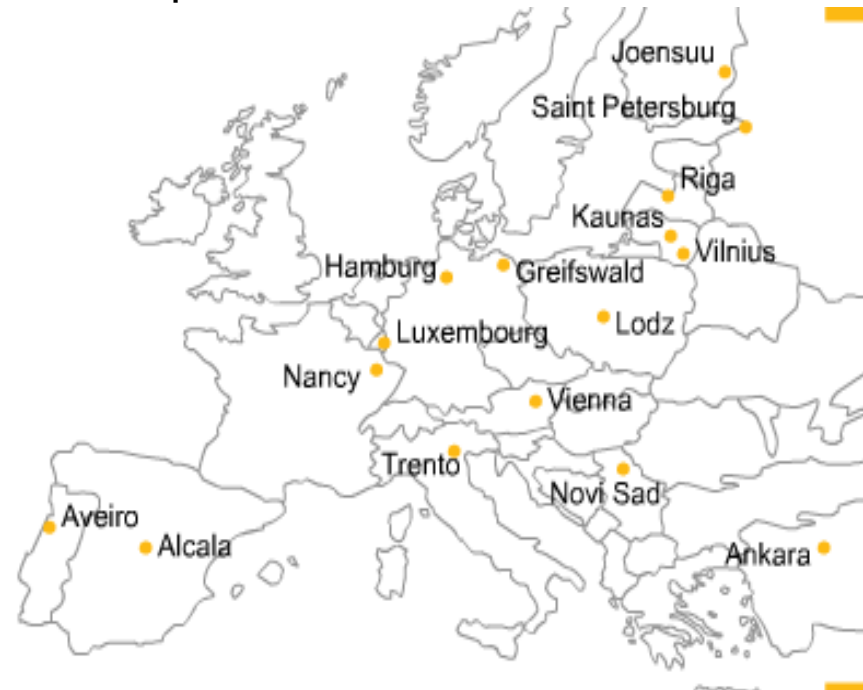 Joensuu
Saint Petersburg
Riga
Kaunas
Vilnius
Hamburg
Greifswald
Lodz
Luxembourg
Nancy
Vienna
Trento
Novi Sad
Aveiro
Alcala
Ankara